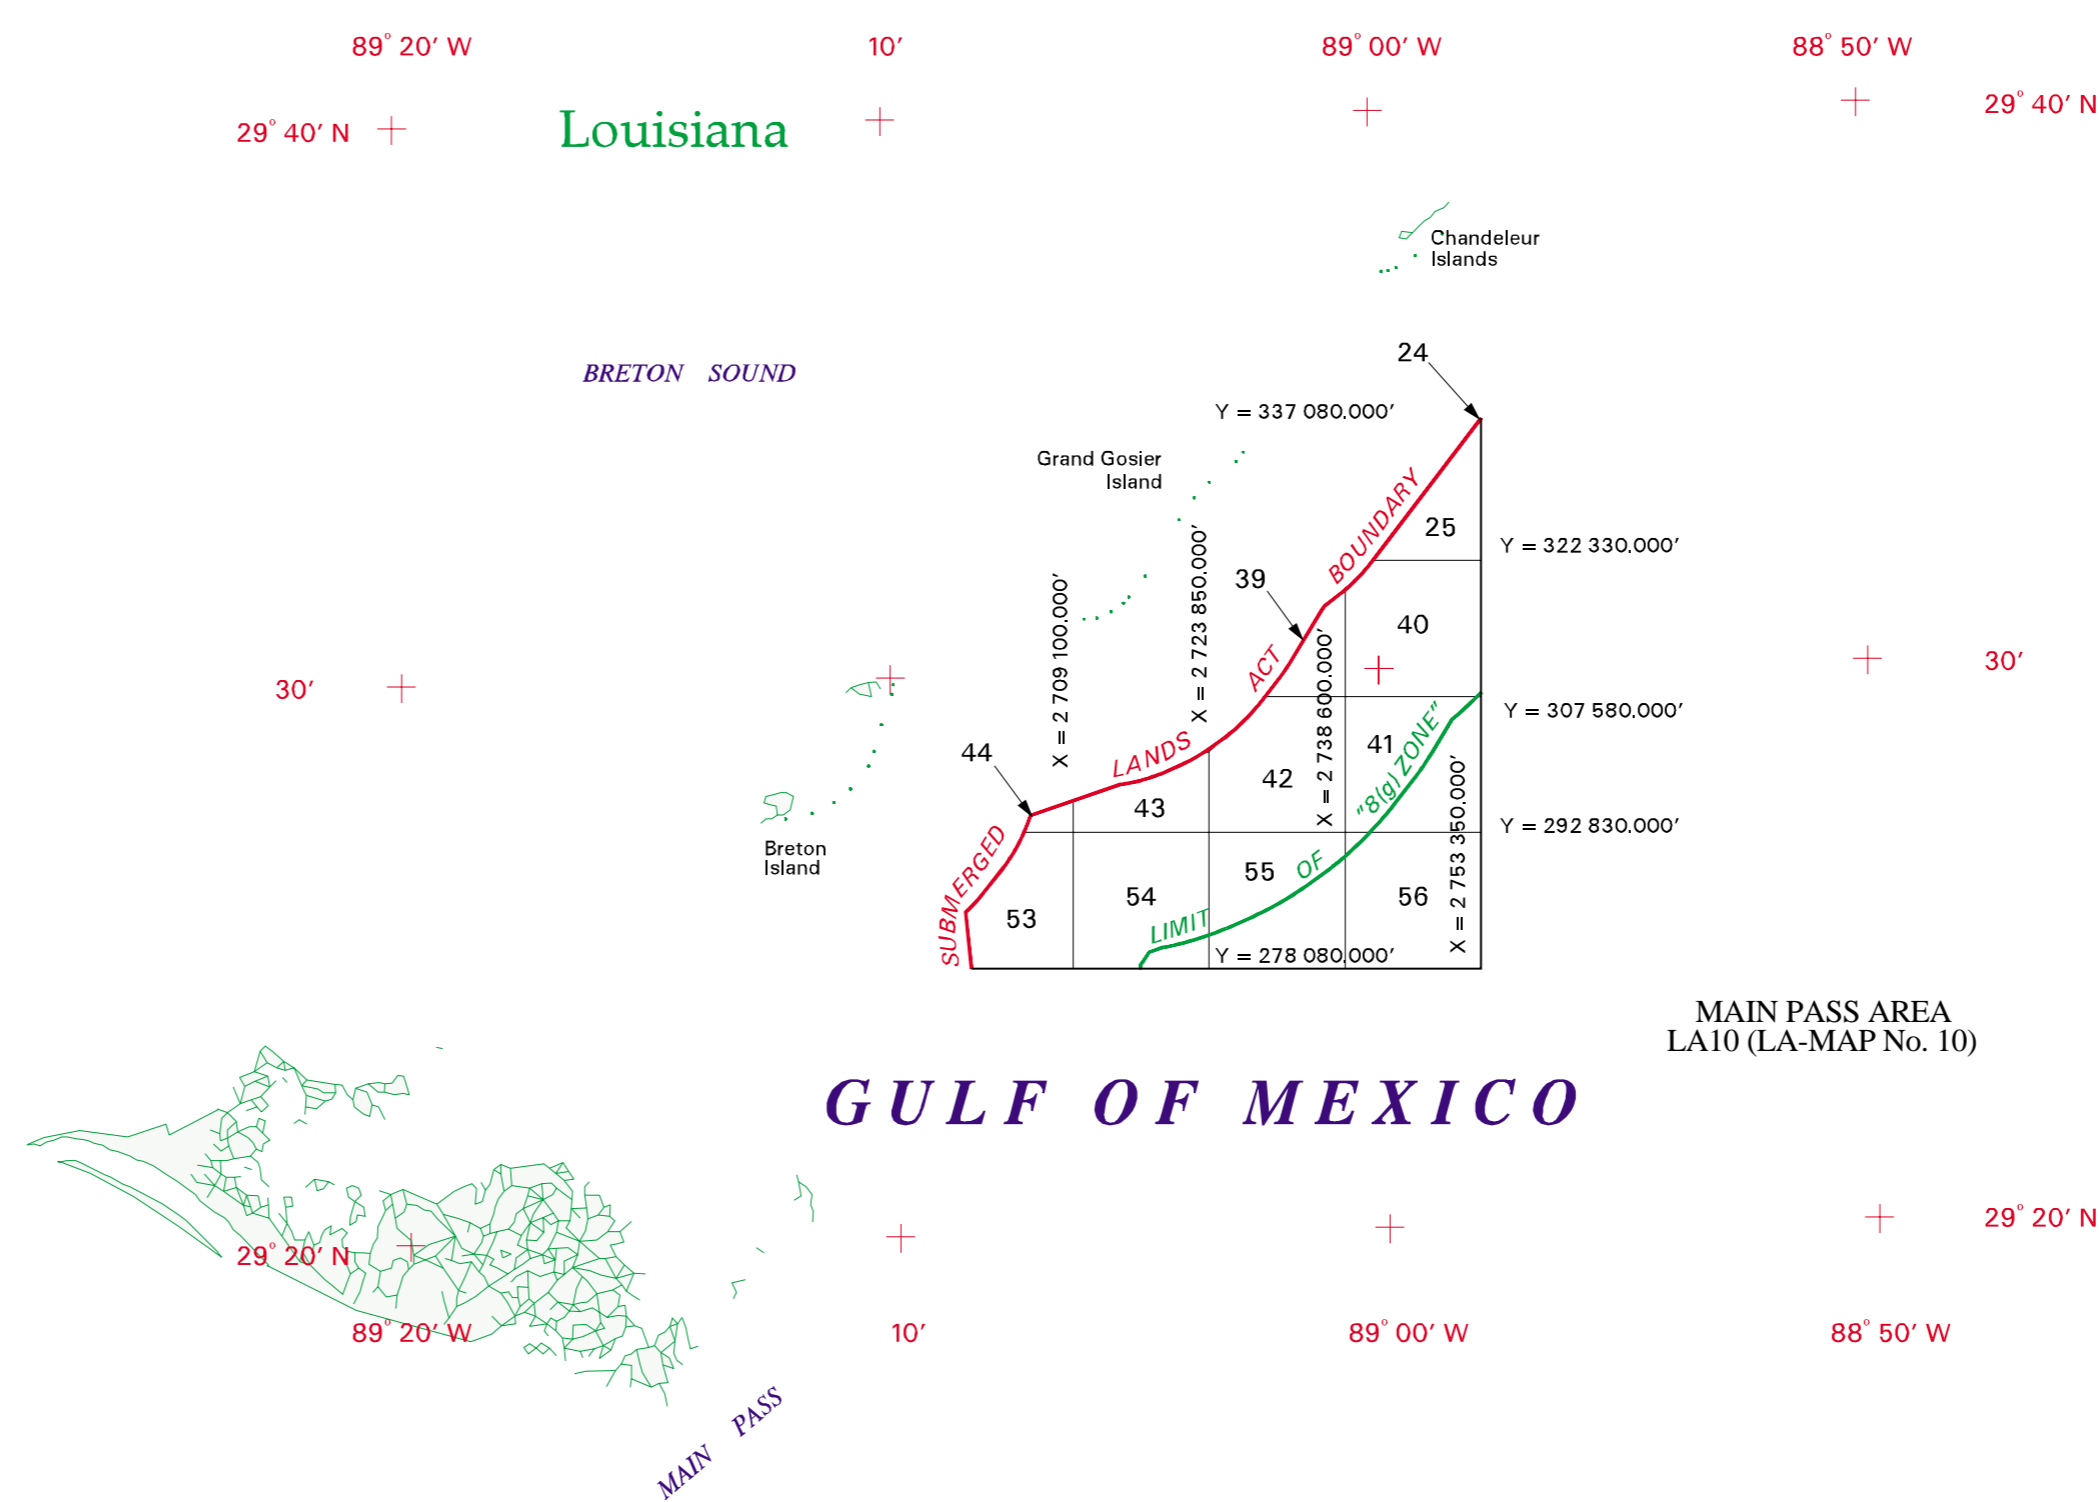 89° 20' W
10'
89° 00' W
88° 50' W
29° 40' N
Louisiana
29° 40' N
Chandeleur
Islands
24
BRETON SOUND
Y = 337 080.000'
Grand Gosier
Island
BOUNDARY
25
Y = 322 330.000'
39
X = 2 709 100.000'
X = 2 723 850.000'
40
30'
ACT
X = 2 738 600.000'
30'
Y = 307 580.000'
44
LANDS
41
"8(g) ZONE"
42
43
X = 2 753 350.000'
Y = 292 830.000'
Breton
Island
SUBMERGED
55
OF
54
56
53
LIMIT
Y = 278 080.000'
MAIN PASS AREA
LA10 (LA-MAP No. 10)
GULF OF MEXICO
29° 20' N
29° 20' N
89° 20' W
10'
89° 00' W
88° 50' W
MAIN PASS